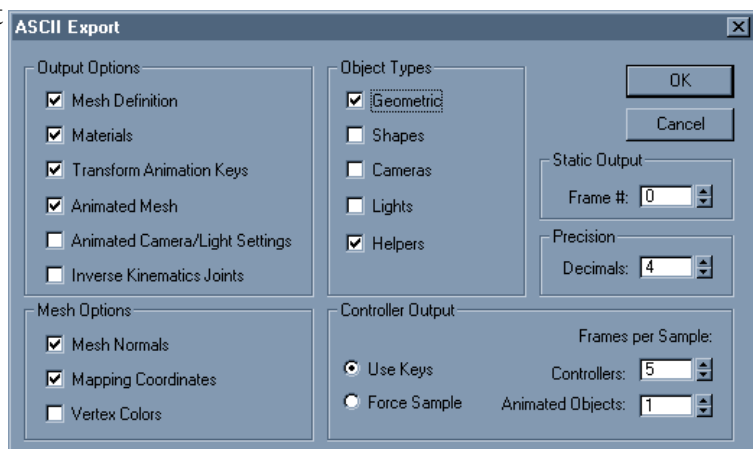 t
ASCII Export
Output Options
Mesh Definition
Materials
Transform Animation Keys
Animated Mesh
Animated Camera/Light Settings
Inverse Kinematics Joints
Mesh Options
Mesh Normals
Mapping Coordinates
Vertex Colors
Object Types
Geometric
Shapes
Cameras
Lights
Helpers
OK
Cancel
Static Output
Frame #: 0
Precision
Decimals: 4
Controller Output
Use Keys
Force Sample
Frames per Sample:
Controllers: 5
Animated Objects: 1